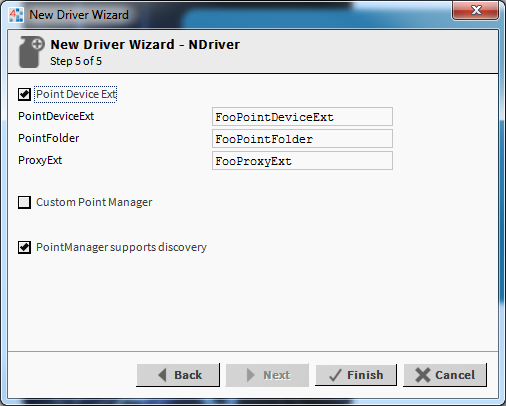 New Driver Wizard
New Driver Wizard - NDriver
Step 5 of 5
Point Device Ext
PointDeviceExt FooPointDeviceExt
PointFolder FooPointFolder
ProxyExt FooProxyExt
Custom Point Manager
PointManager supports discovery
Back Next Finish Cancel